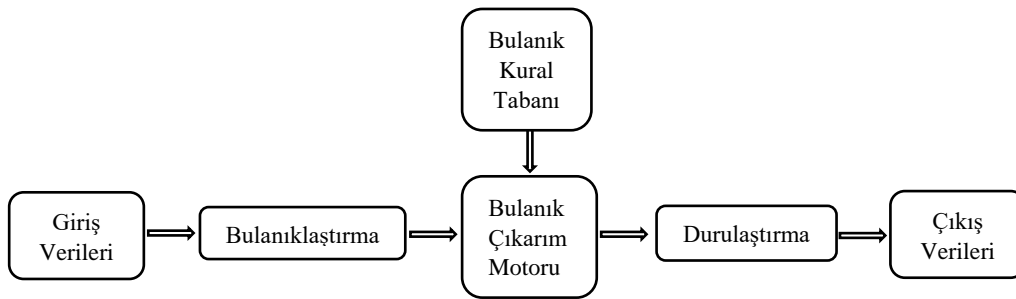 Bulanık
Kural
Tabanı
Giriş
Verileri
Bulanıklaştırma
Bulanık
Çıkarım
Motoru
Durulaştırma
Çıkış
Verileri